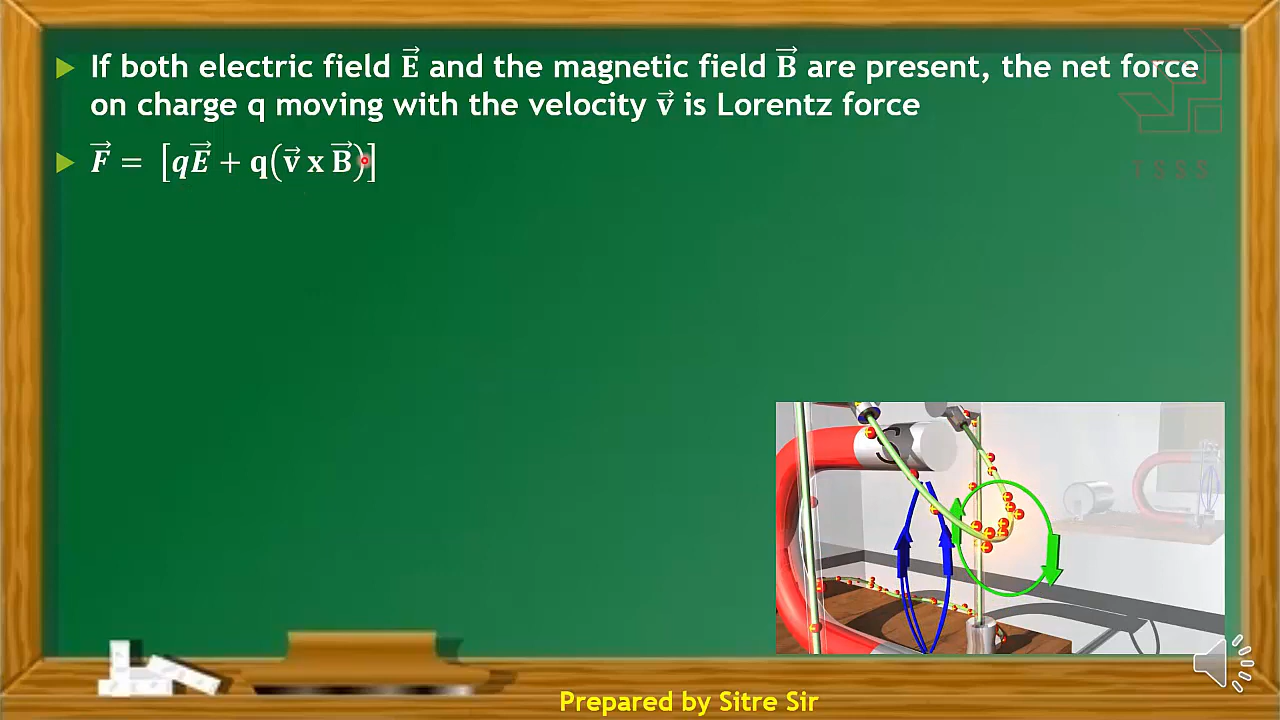 If both electric field E⃗ and the magnetic field B⃗ are present, the net force
on charge q moving with the velocity v⃗ is Lorentz force
F⃗ = [qE⃗ + q(v⃗ x B⃗)]
TSSS
S
Prepared by Sitre Sir